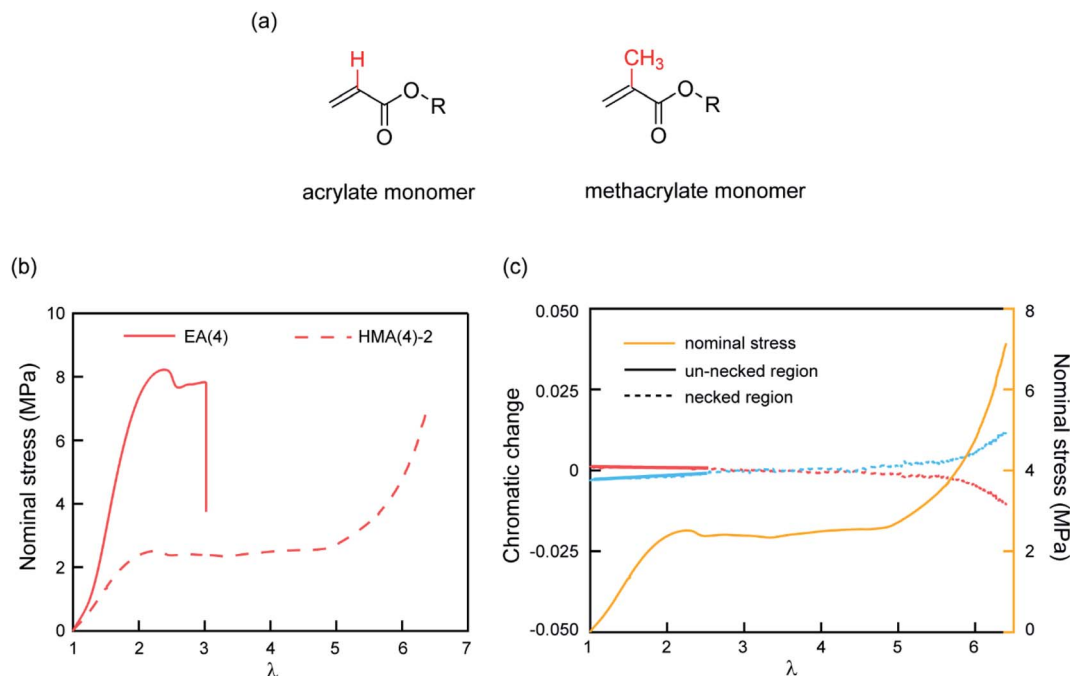 (a)
H
O
R
O
acrylate monomer
CH3
O
R
O
methacrylate monomer
(b)
10
8
6
4
2
0
1 2 3 4 5 6 7
Nominal stress (MPa)
λ
EA(4)
HMA(4)-2
(c)
0.050
0.025
0
-0.025
-0.050
Chromatic change
1 2 3 4 5 6
λ
8
6
4
2
0
Nominal stress (MPa)
nominal stress
un-necked region
necked region